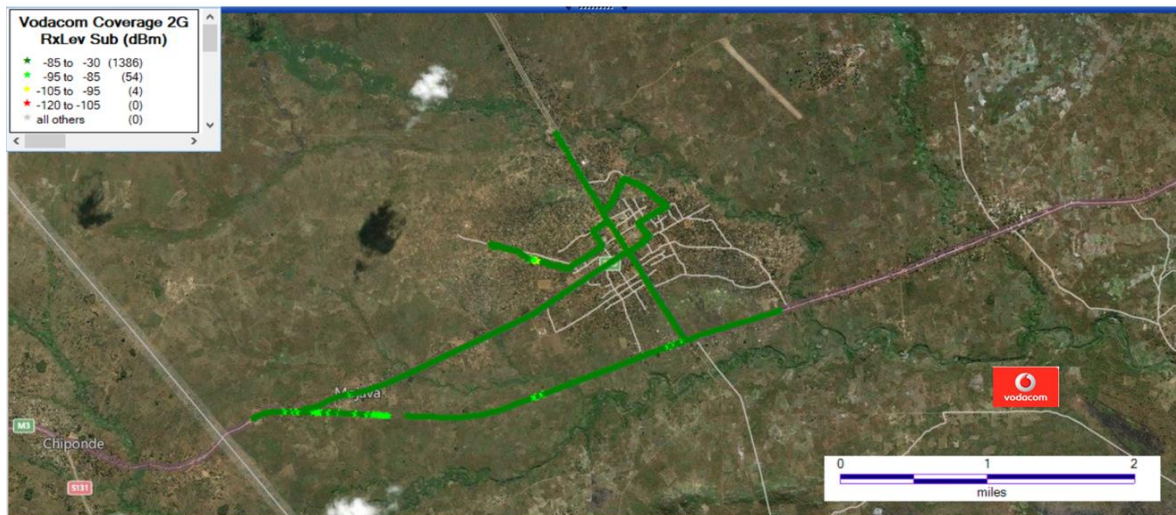 Vodacom Coverage 2G
RxLev Sub (dBm)
-85 to -30 (1386)
-95 to -85 (54)
-105 to -95 (4)
-120 to -105 (0)
all others (0)
M3
Chiponde
S131
vodacom
0 1 2
miles